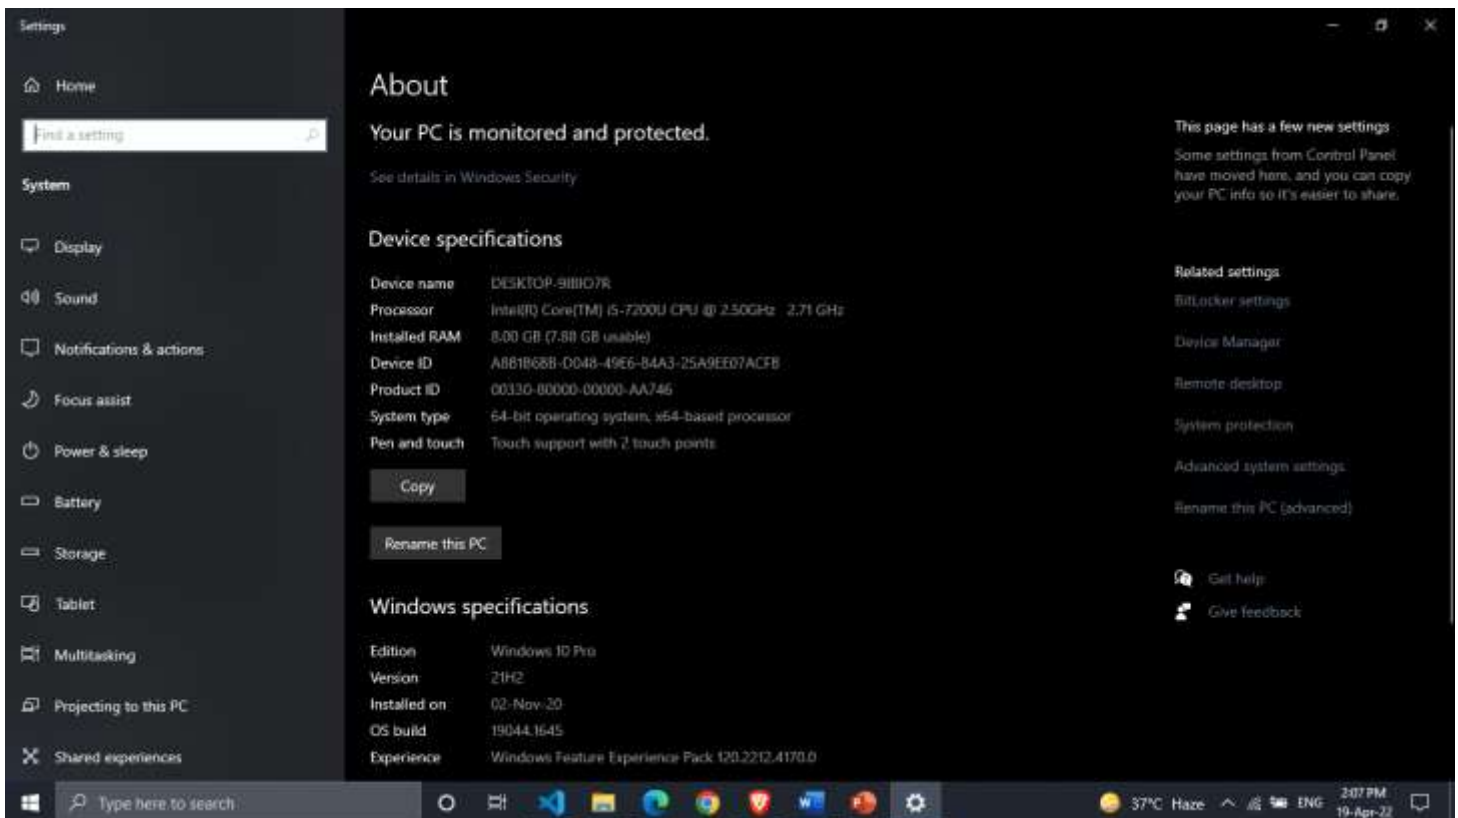 Settings
Home
Find a setting
System
Display
Sound
Notifications & actions
Focus assist
Power & sleep
Battery
Storage
Tablet
Multitasking
Projecting to this PC
Shared experiences
About
Your PC is monitored and protected.
See details in Windows Security
Device specifications
Device name
Processor Intel(R) Core(TM) i5-7200U CPU @ 2.50GHz 2.71 GHz
Installed RAM 8.00 GB (7.88 GB usable)
Device ID
Product ID 00330-80000-00000-AA746
System type 64-bit operating system, x64-based processor
Pen and touch Touch support with 2 touch points
Copy
Rename this PC
Windows specifications
Edition Windows 10 Pro
Version 21H2
Installed on 02-Nov-20
OS build 19044.1645
Experience Windows Feature Experience Pack 120.2212.4170.0
This page has a few new settings
Some settings from Control Panel
have moved here, and you can copy
your PC info so it's easier to share.
Related settings
BitLocker settings
Device Manager
Remote desktop
System protection
Advanced system settings
Rename this PC (advanced)
Get help
Give feedback
Type here to search
37°C Haze
ENG
2:07 PM
19-Apr-22